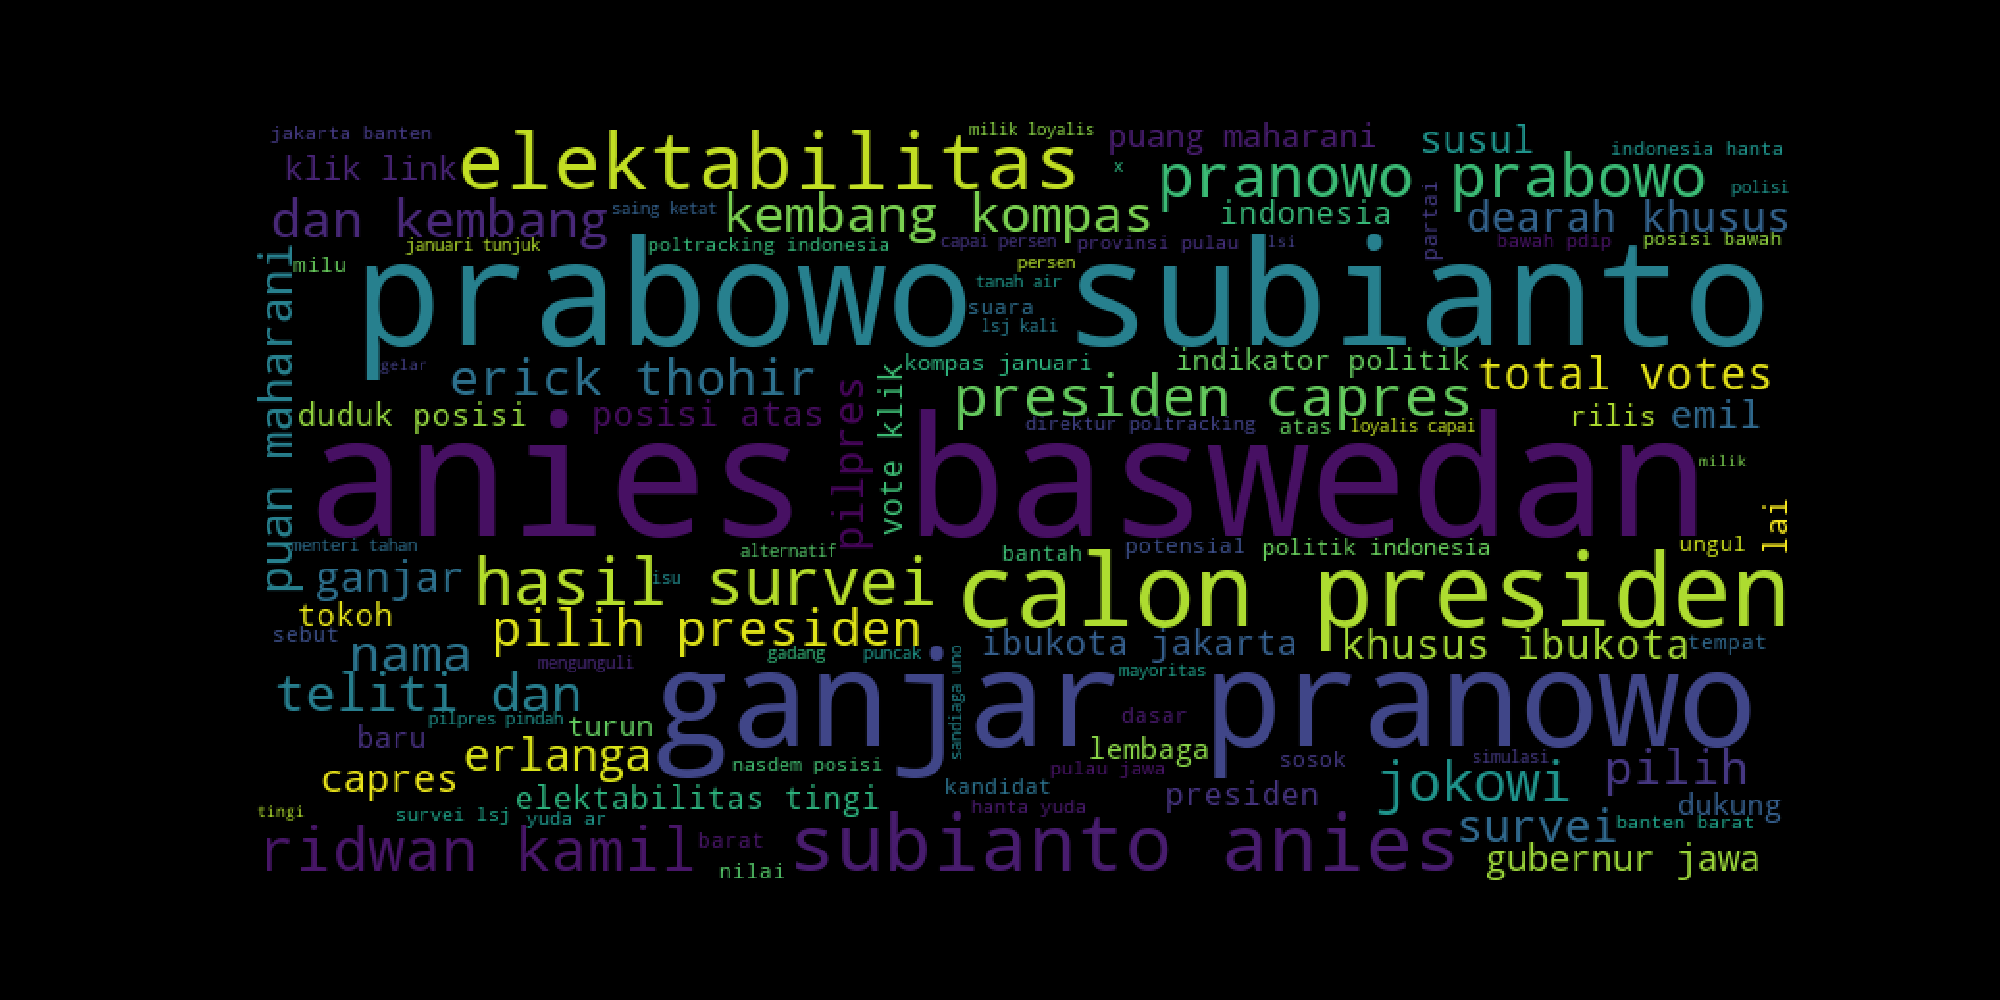 jakarta banten
milik loyalis
puang maharani
susul
elektabilitas
klik link
x
indonesia hanta
pranowo prabowo
polisi
dan kembang
saing ketat
kembang kompas
indonesia
partai
dearah khusus
januari tunjuk
poltracking indonesia
capai persen
provinsi pulau
lsi
bawah pdip
posisi bawah
puan maharani
milu
persen
tanah air
prabowo subianto
suara
lsj kali
gelar
erick thohir
kompas januari
indikator politik
total votes
presiden capres
duduk posisi
posisi atas
pilpres
vote klik
direktur poltracking
atas
loyalis capai
rilis
emil
anies baswedan
milik
lai
menteri tahan
alternatif
bantah
potensial
politik indonesia
ungul
ganjar
hasil survei
isu
calon presiden
tokoh
pilih presiden
sebut
nama
mengunguli
gadang
puncak
sandiaga uno
ibukota jakarta
khusus ibukota
tempat
mayoritas
teliti dan
ganjar pranowo
pilpres pindah
turun
dasar
baru
erlanga
lembaga
capres
nasdem posisi
pulau jawa
sosok
simulasi
pilih
kandidat
jokowi
elektabilitas tingi
hanta yuda
presiden
dukung
tingi
survei lsj
yuda ar
ridwan kamil
barat
subianto anies
survei
banten barat
nilai
gubernur jawa